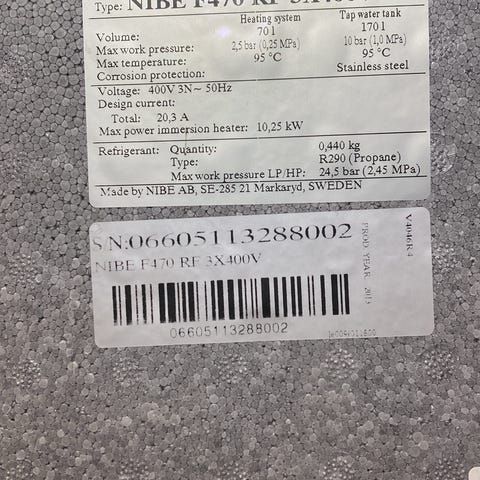 Type: NIBE F470 RF 3X400V
Heating system Tap water tank
Volume: 70 l 170 l
Max work pressure: 2,5 bar (0,25 MPa) 10 bar (1,0 MPa)
Max temperature: 95 °C 95 °C
Corrosion protection: Stainless steel
Voltage: 400V 3N~ 50Hz
Design current:
Total: 20,3 A
Max power immersion heater: 10,25 kW
Refrigerant: Quantity: 0,440 kg
Type: R290 (Propane)
Max work pressure LP/HP: 24,5 bar (2,45 MPa)
Made by NIBE AB, SE-285 21 Markaryd, SWEDEN
S/N:06605113288002
NIBE F470 RF 3X400V
06605113288002
PROD. YEAR. 2013
V4046R4